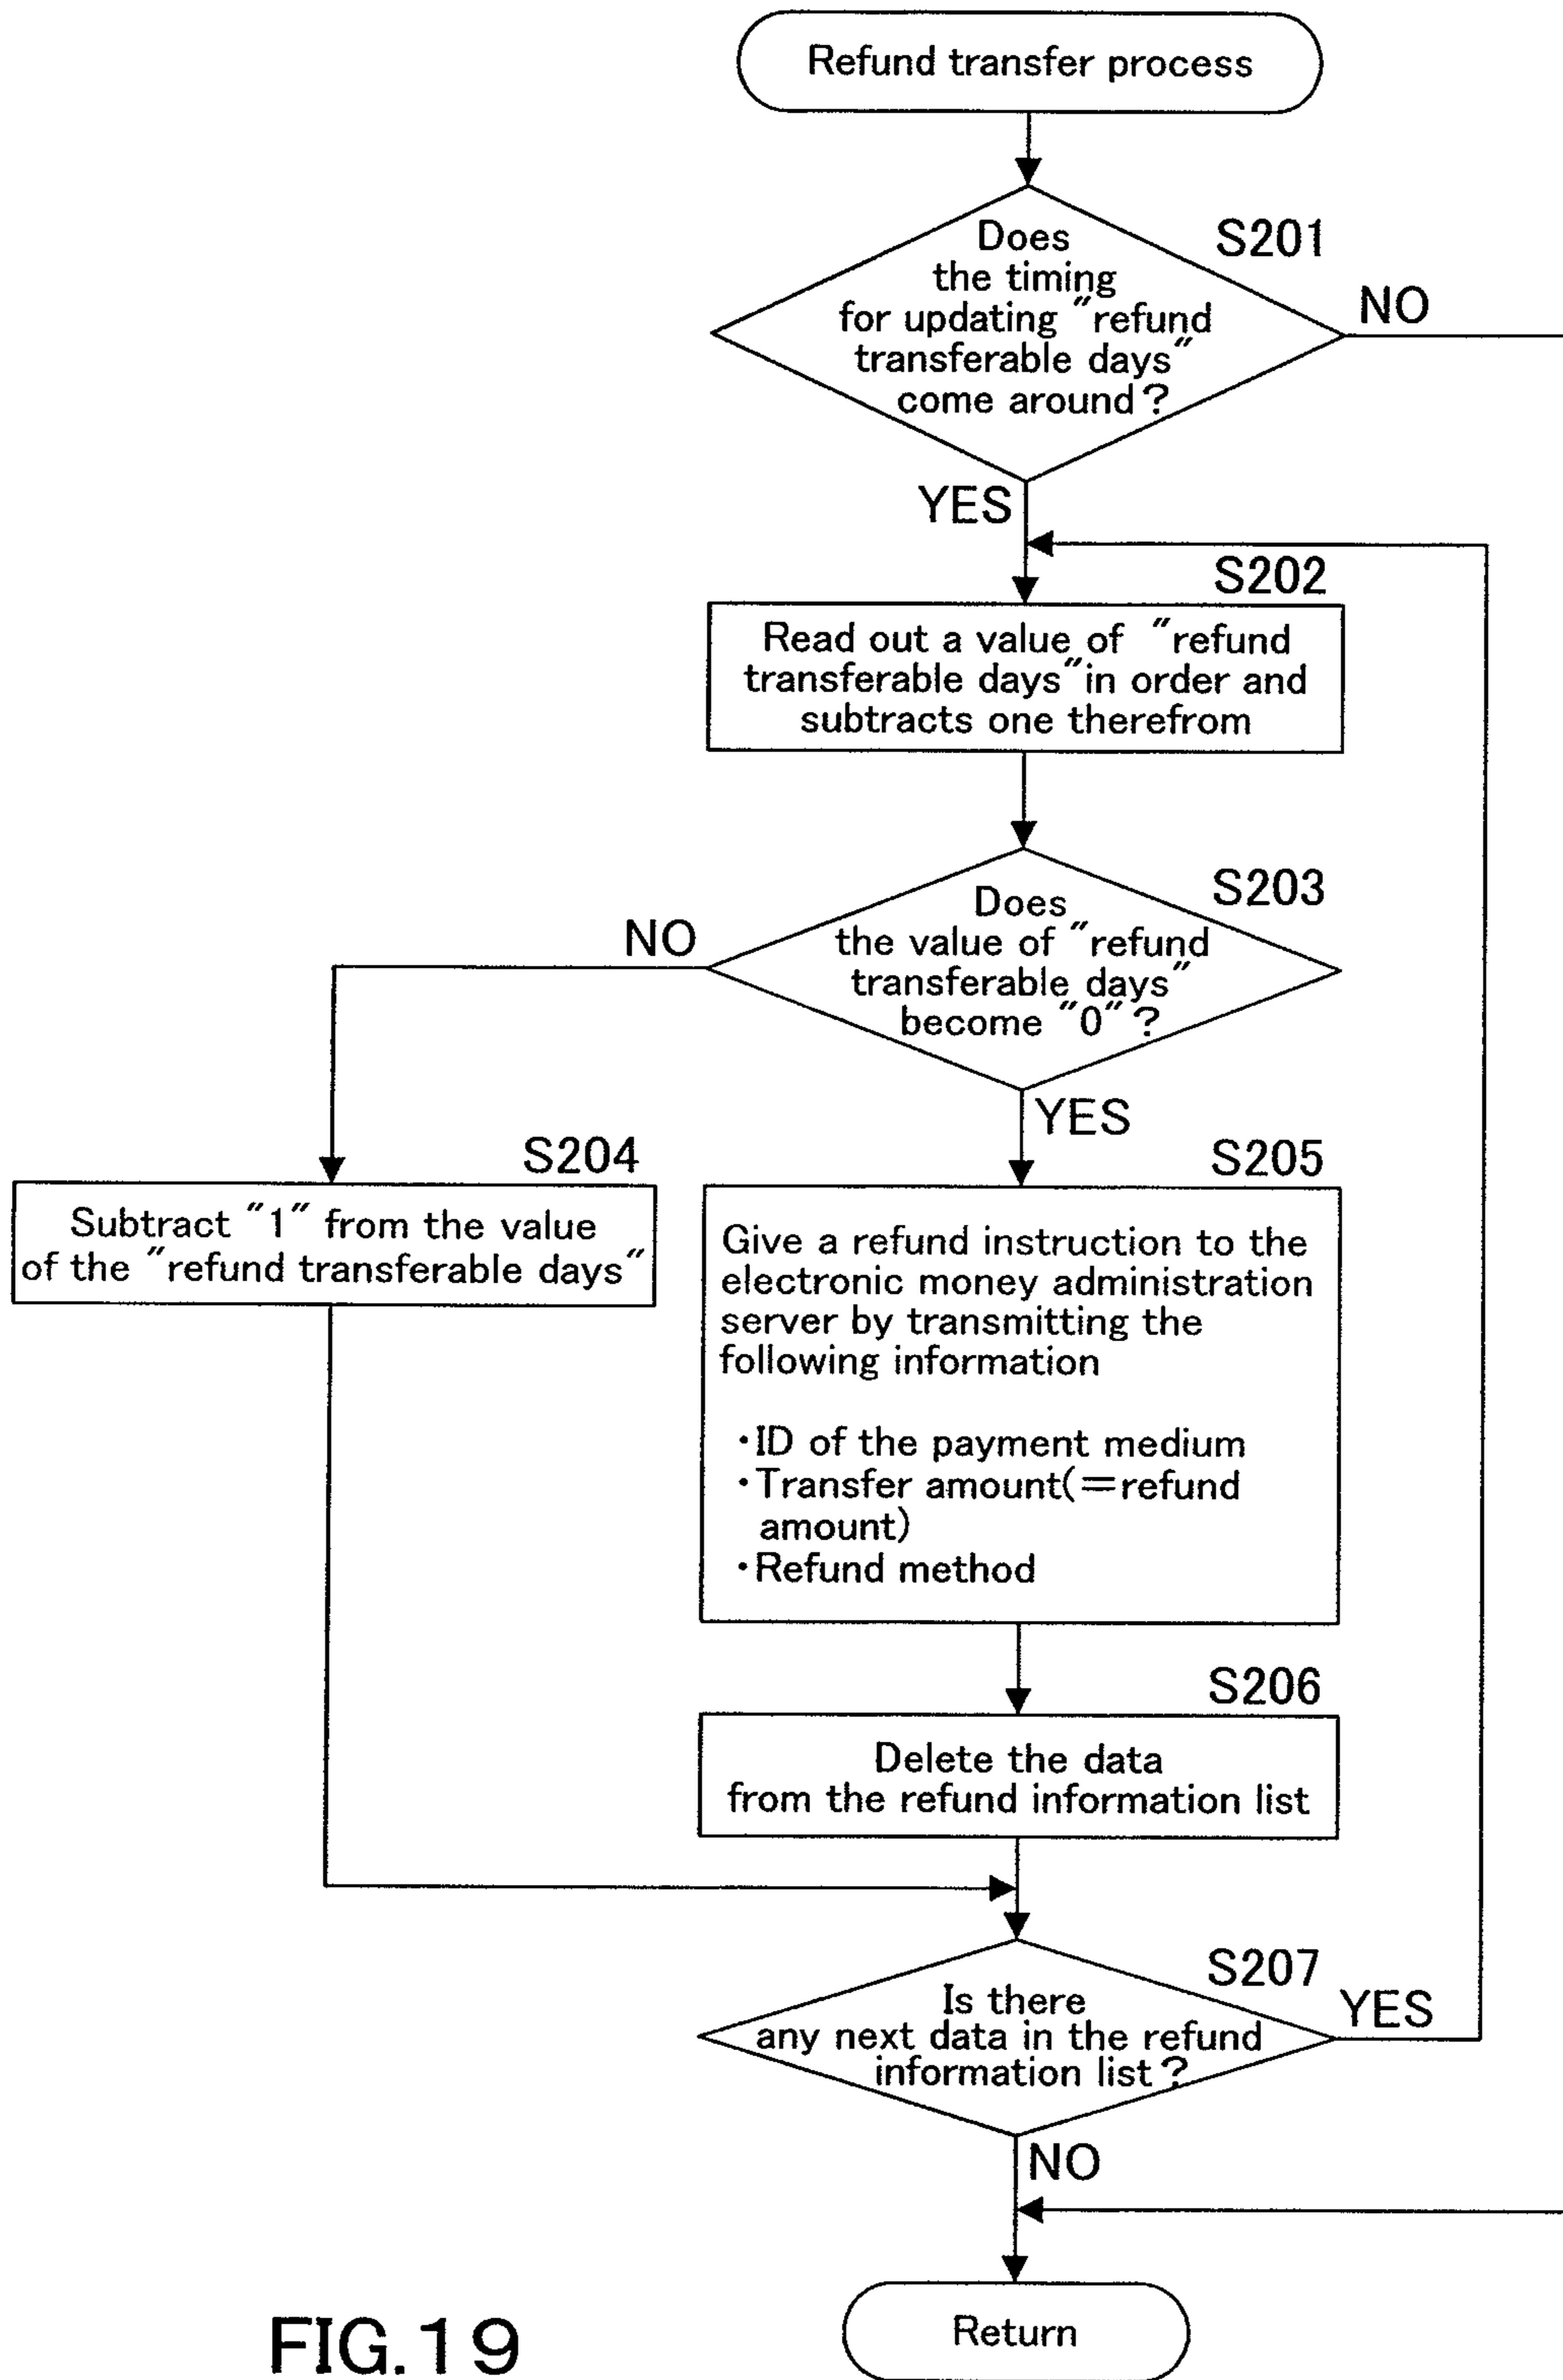 Refund transfer process
S201
Does
the timing
for updating "refund
transferable days"
come around?
NO
YES
S202
Read out a value of "refund
transferable days"in order and
subtracts one therefrom
S203
Does
the value of "refund
transferable days"
become "0"?
NO
YES
S204
Subtract "1" from the value
of the "refund transferable days"
S205
Give a refund instruction to the
electronic money administration
server by transmitting the
following information
・ID of the payment medium
・Transfer amount(=refund
amount)
・Refund method
S206
Delete the data
from the refund information list
S207
Is there
any next data in the refund
information list?
YES
NO
Return
FIG.19